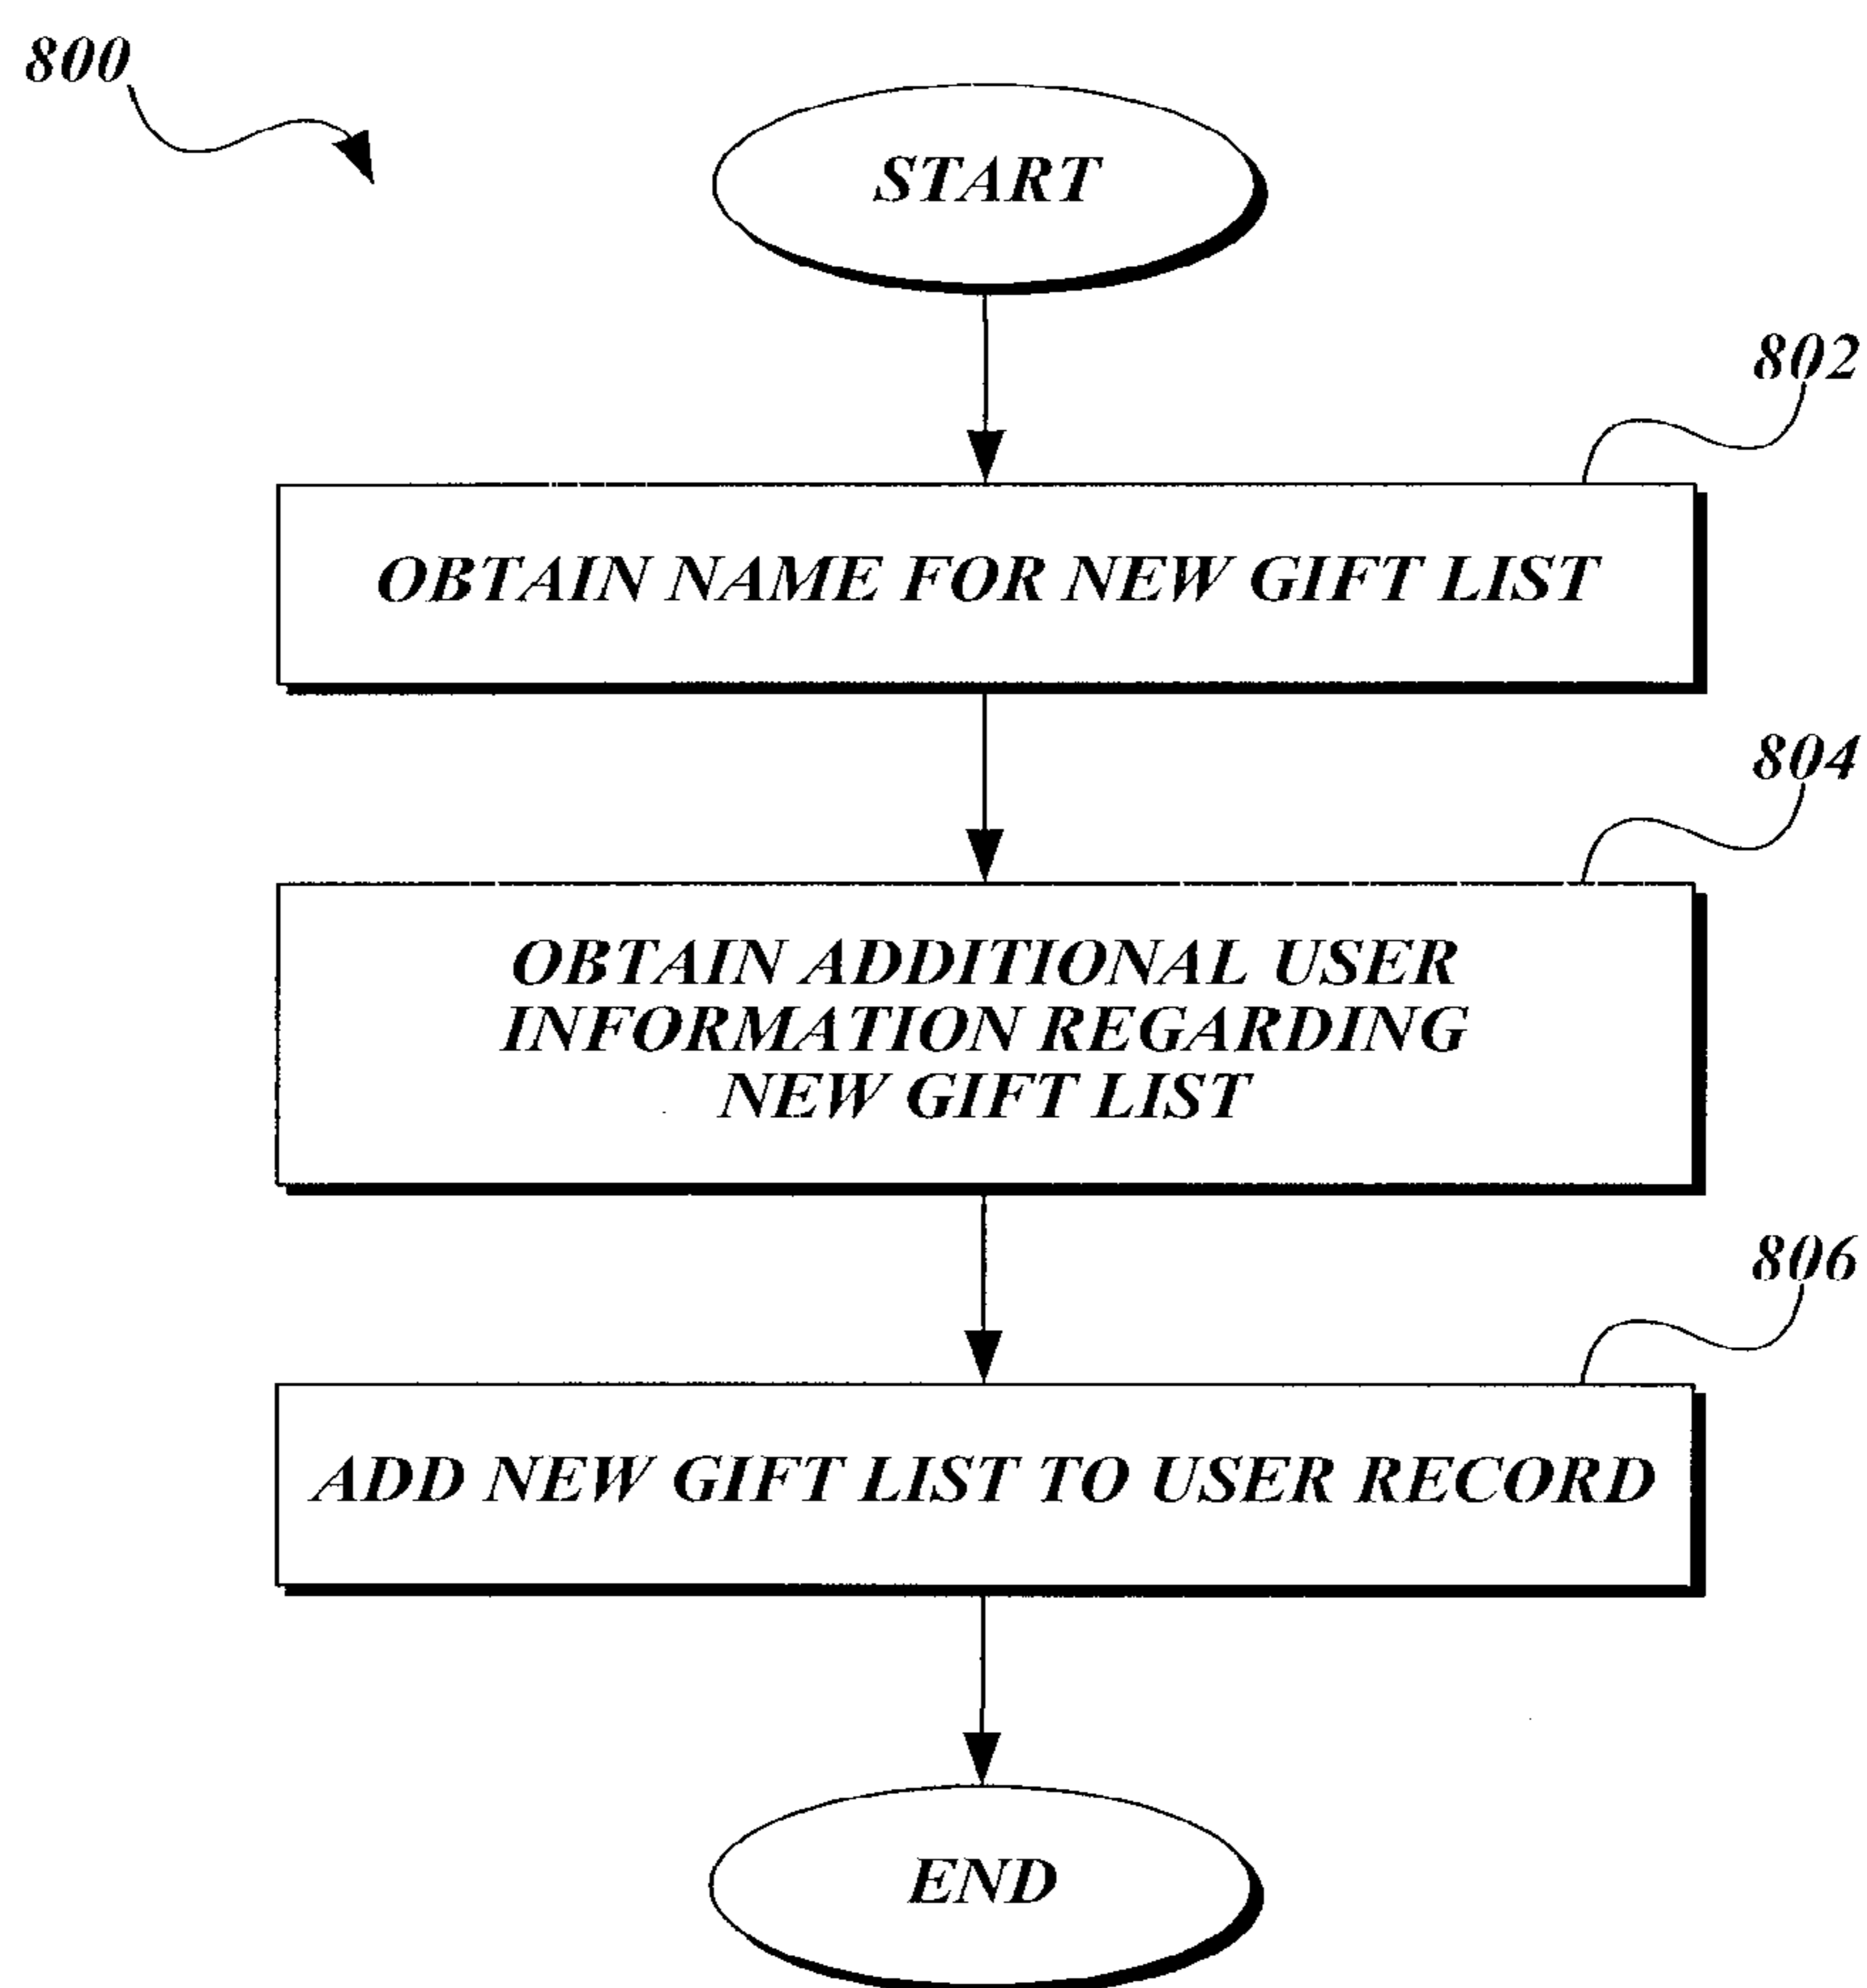 800
START
802
OBTAIN NAME FOR NEW GIFT LIST
804
OBTAIN ADDITIONAL USER
INFORMATION REGARDING
NEW GIFT LIST
806
ADD NEW GIFT LIST TO USER RECORD
END